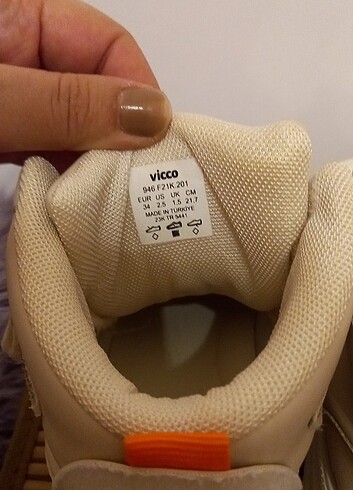 vicco
946.F21K.201
EUR US UK CM
34 2.5 1.5 21,7
MADE IN TURKIYE
23K TR 5441